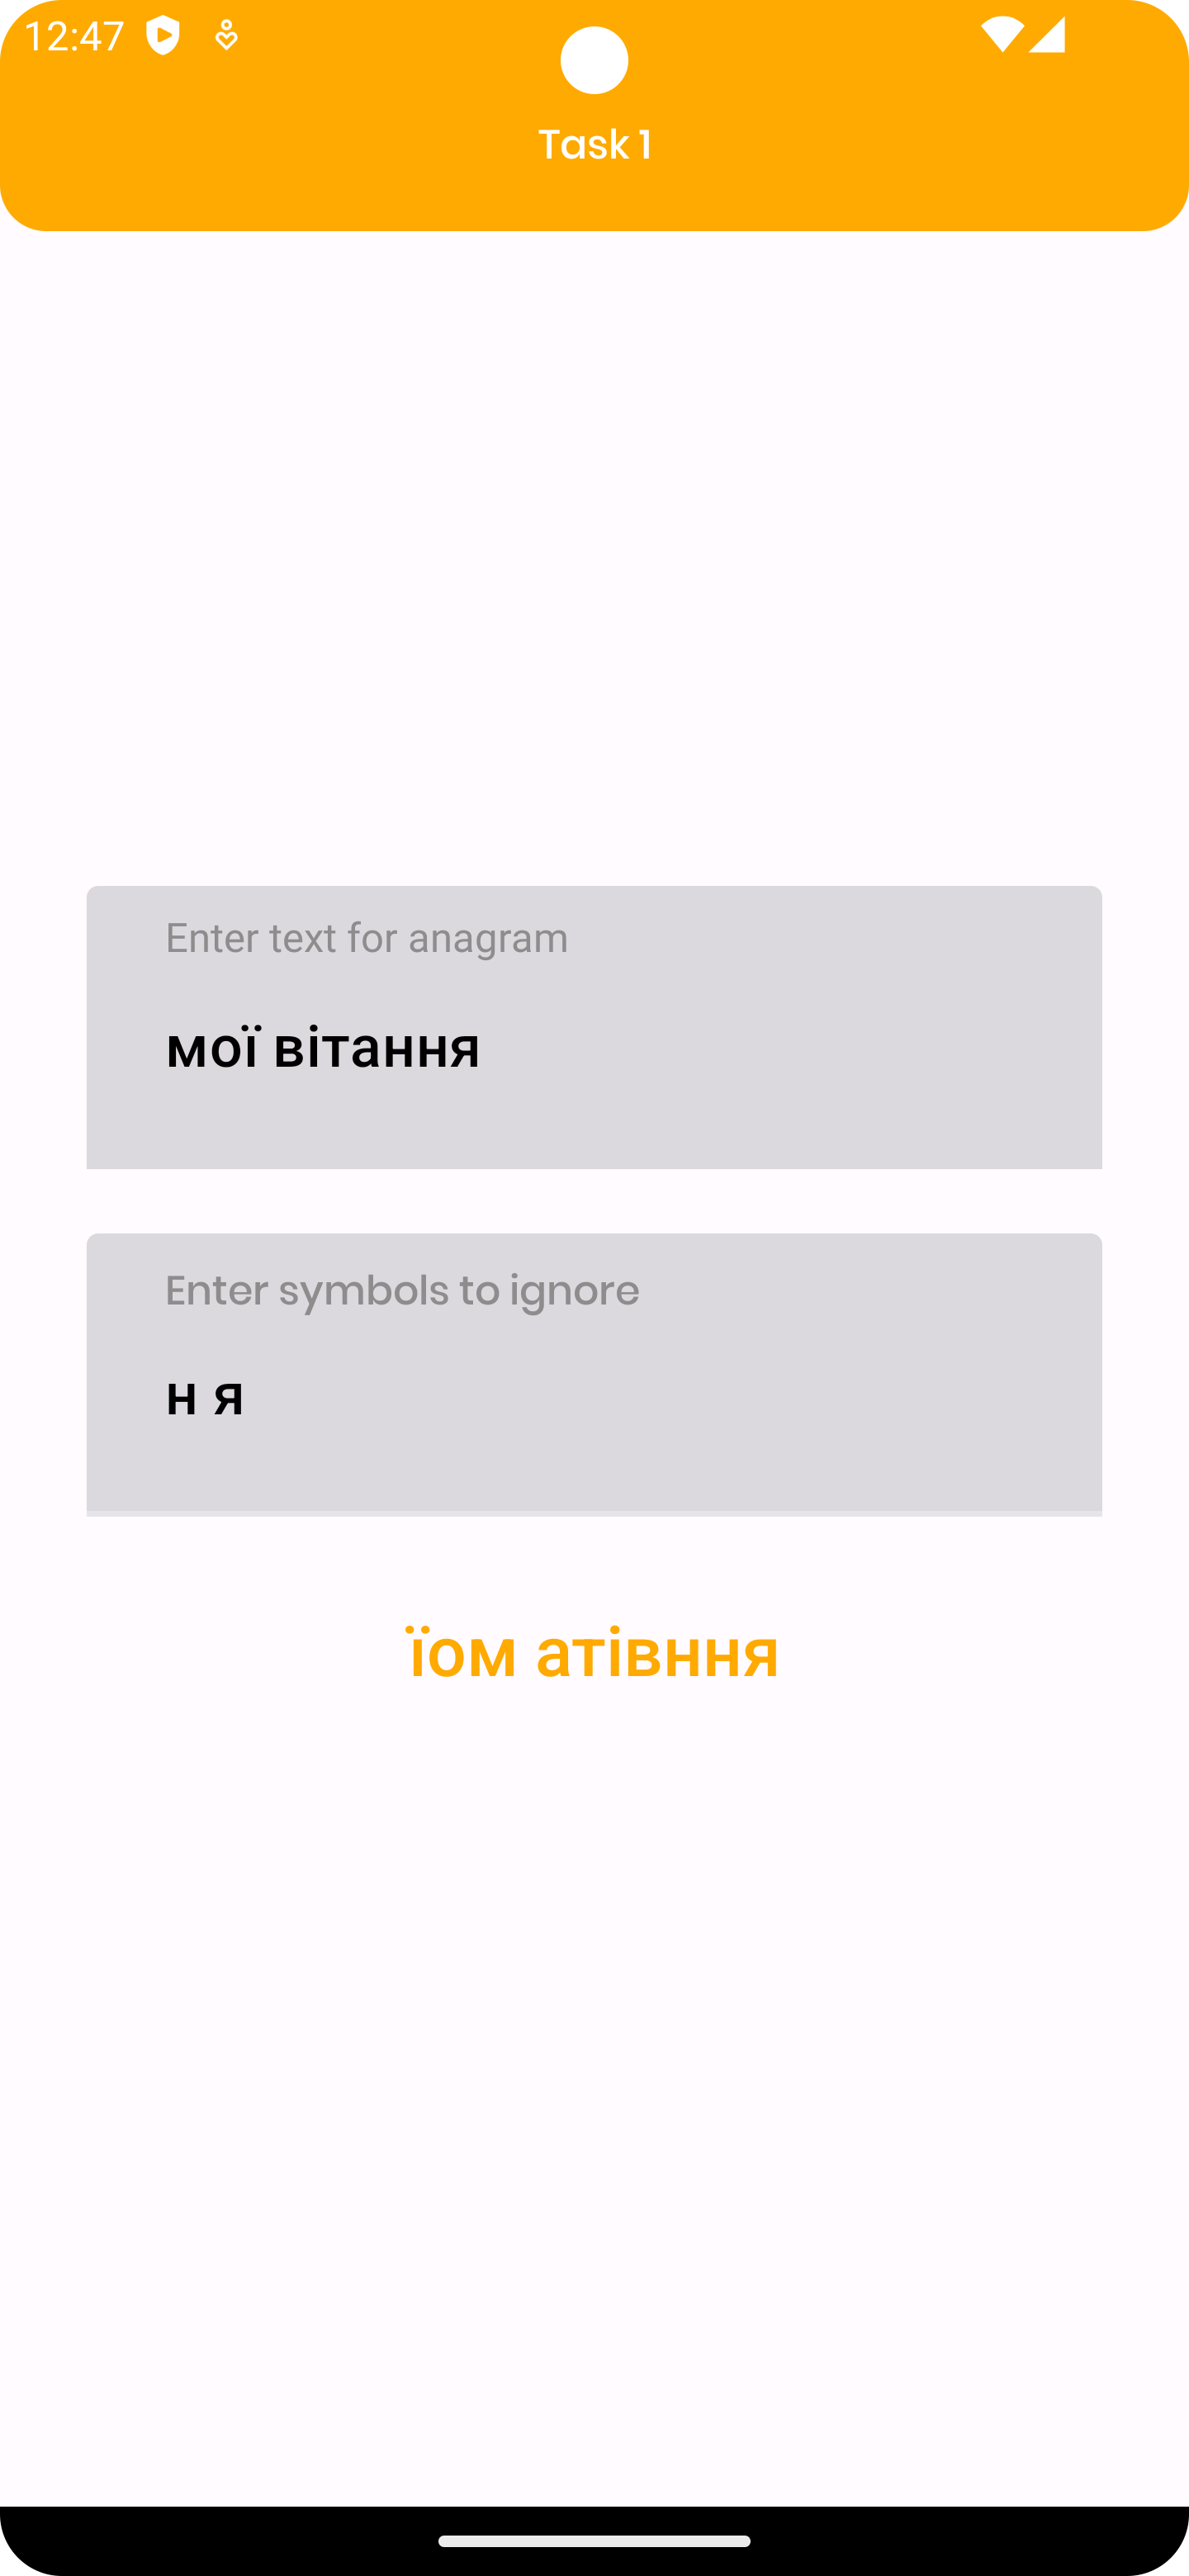 12:47
Task 1
Enter text for anagram
мої вітання
Enter symbols to ignore
н я
їом атівння